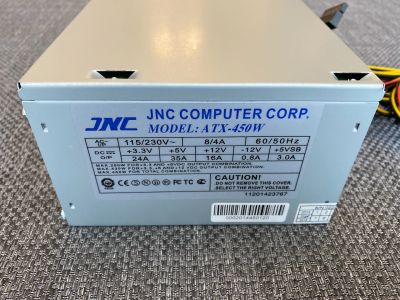 JNC
JNC COMPUTER CORP.
MODEL: ATX-450W
115/230V~ 8/4A 60/50Hz
DC +3.3V +5V +12V -12V +5VSB
O/P 24A 35A 16A 0.8A 3.0A
CAUTION!
.DO NOT REMOVE THIS COVER.
.SELECT THE RIGHT VOLTAGE.
11201423767